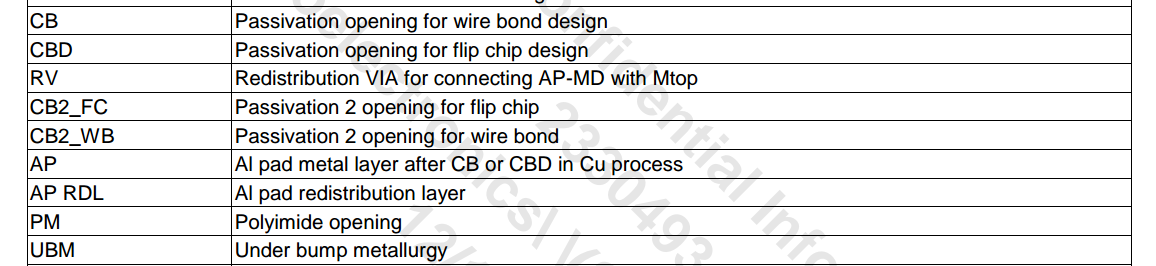 CB Passivation opening for wire bond design
CBD Passivation opening for flip chip design
RV Redistribution VIA for connecting AP-MD with Mtop
CB2_FC Passivation 2 opening for flip chip
CB2_WB Passivation 2 opening for wire bond
AP Al pad metal layer after CB or CBD in Cu process
AP RDL Al pad redistribution layer
PM Polyimide opening
UBM Under bump metallurgy
2330493